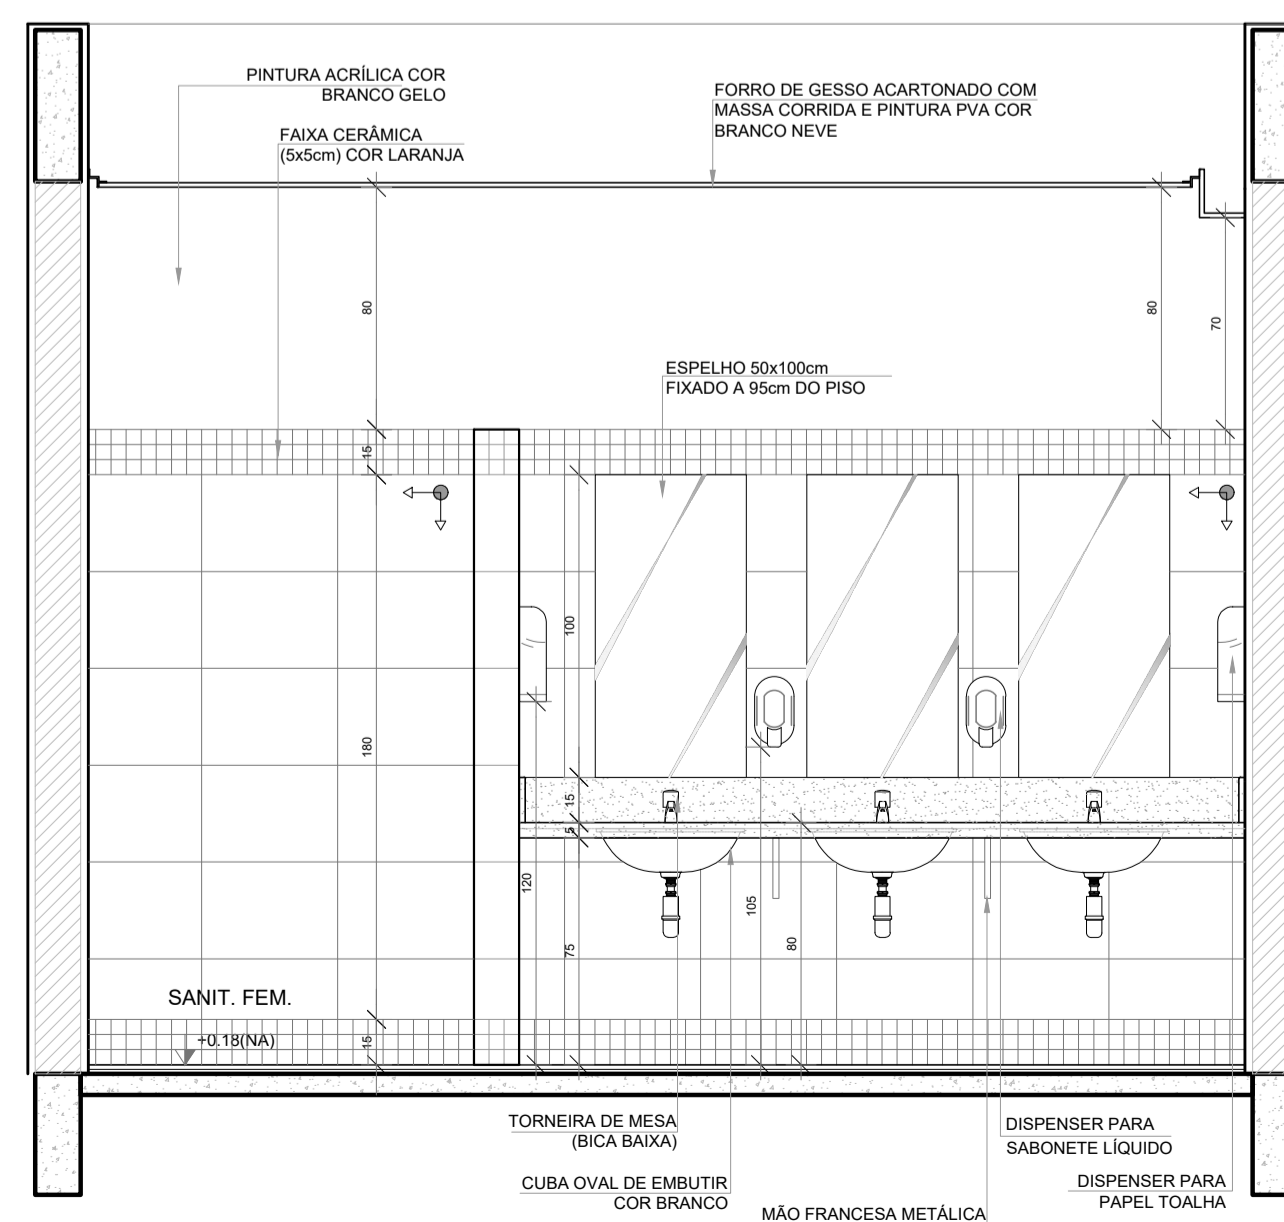 PINTURA ACRÍLICA COR
BRANCO GELO
FORRO DE GESSO ACARTONADO COM
MASSA CORRIDA E PINTURA PVA COR
BRANCO NEVE
FAIXA CERÂMICA
(5x5cm) COR LARANJA
80
80
70
ESPELHO 50x100cm
FIXADO A 95cm DO PISO
15
100
180
15
5
120
105
80
75
SANIT. FEM.
+0.18(NA)
15
TORNEIRA DE MESA
(BICA BAIXA)
DISPENSER PARA
SABONETE LÍQUIDO
CUBA OVAL DE EMBUTIR
COR BRANCO
DISPENSER PARA
PAPEL TOALHA
MÃO FRANCESA METÁLICA